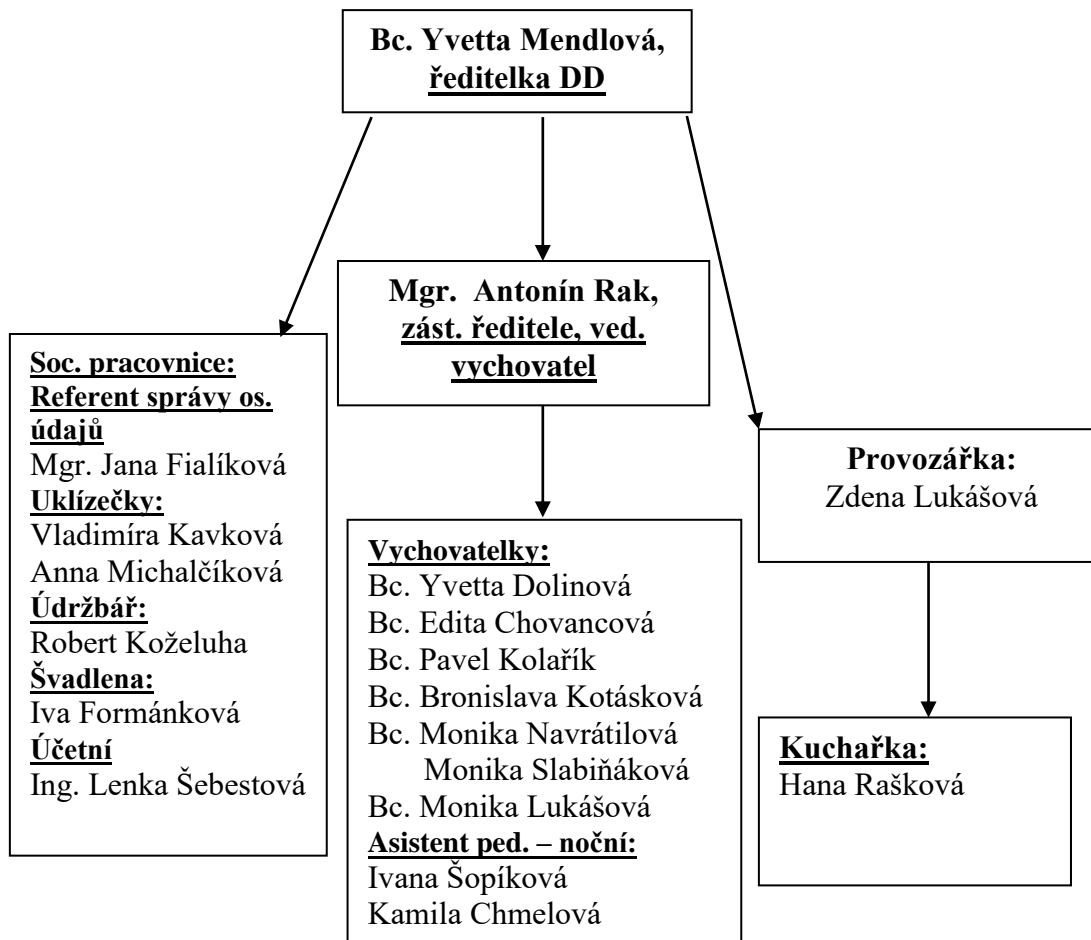 Bc. Yvetta Mendlová,
ředitelka DD
Mgr. Antonín Rak,
zást. ředitele, ved.
vychovatel
Soc. pracovnice:
Referent správy os.
údajů
Mgr. Jana Fialíková
Uklízečky:
Vladimíra Kavková
Anna Michalčíková
Údržbář:
Robert Koželuha
Švadlena:
Iva Formánková
Účetní
Ing. Lenka Šebestová
Vychovatelky:
Bc. Yvetta Dolinová
Bc. Edita Chovancová
Bc. Pavel Kolařík
Bc. Bronislava Kotásková
Bc. Monika Navrátilová
Monika Slabiňáková
Bc. Monika Lukášová
Asistent ped. – noční:
Ivana Šopíková
Kamila Chmelová
Provozářka:
Zdena Lukášová
Kuchařka:
Hana Rašková